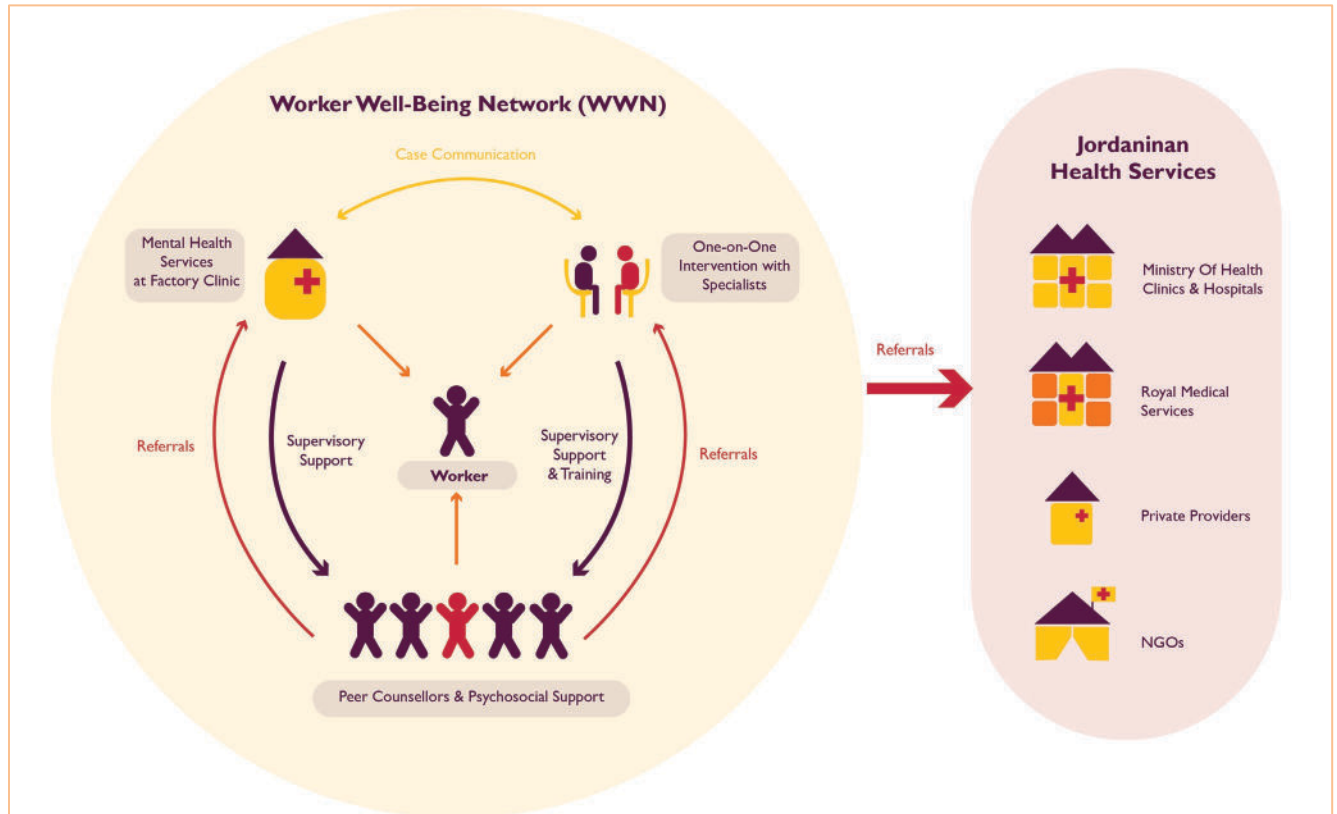 Worker Well-Being Network (WWN)
Case Communication
Mental Health
Services
at Factory Clinic
One-on-One
Intervention with
Specialists
Referrals
Supervisory
Support
Worker
Supervisory
Support
& Training
Referrals
Peer Counsellors & Psychosocial Support
Referrals
Jordaninan
Health Services
Ministry Of Health
Clinics & Hospitals
Royal Medical
Services
Private Providers
NGOs